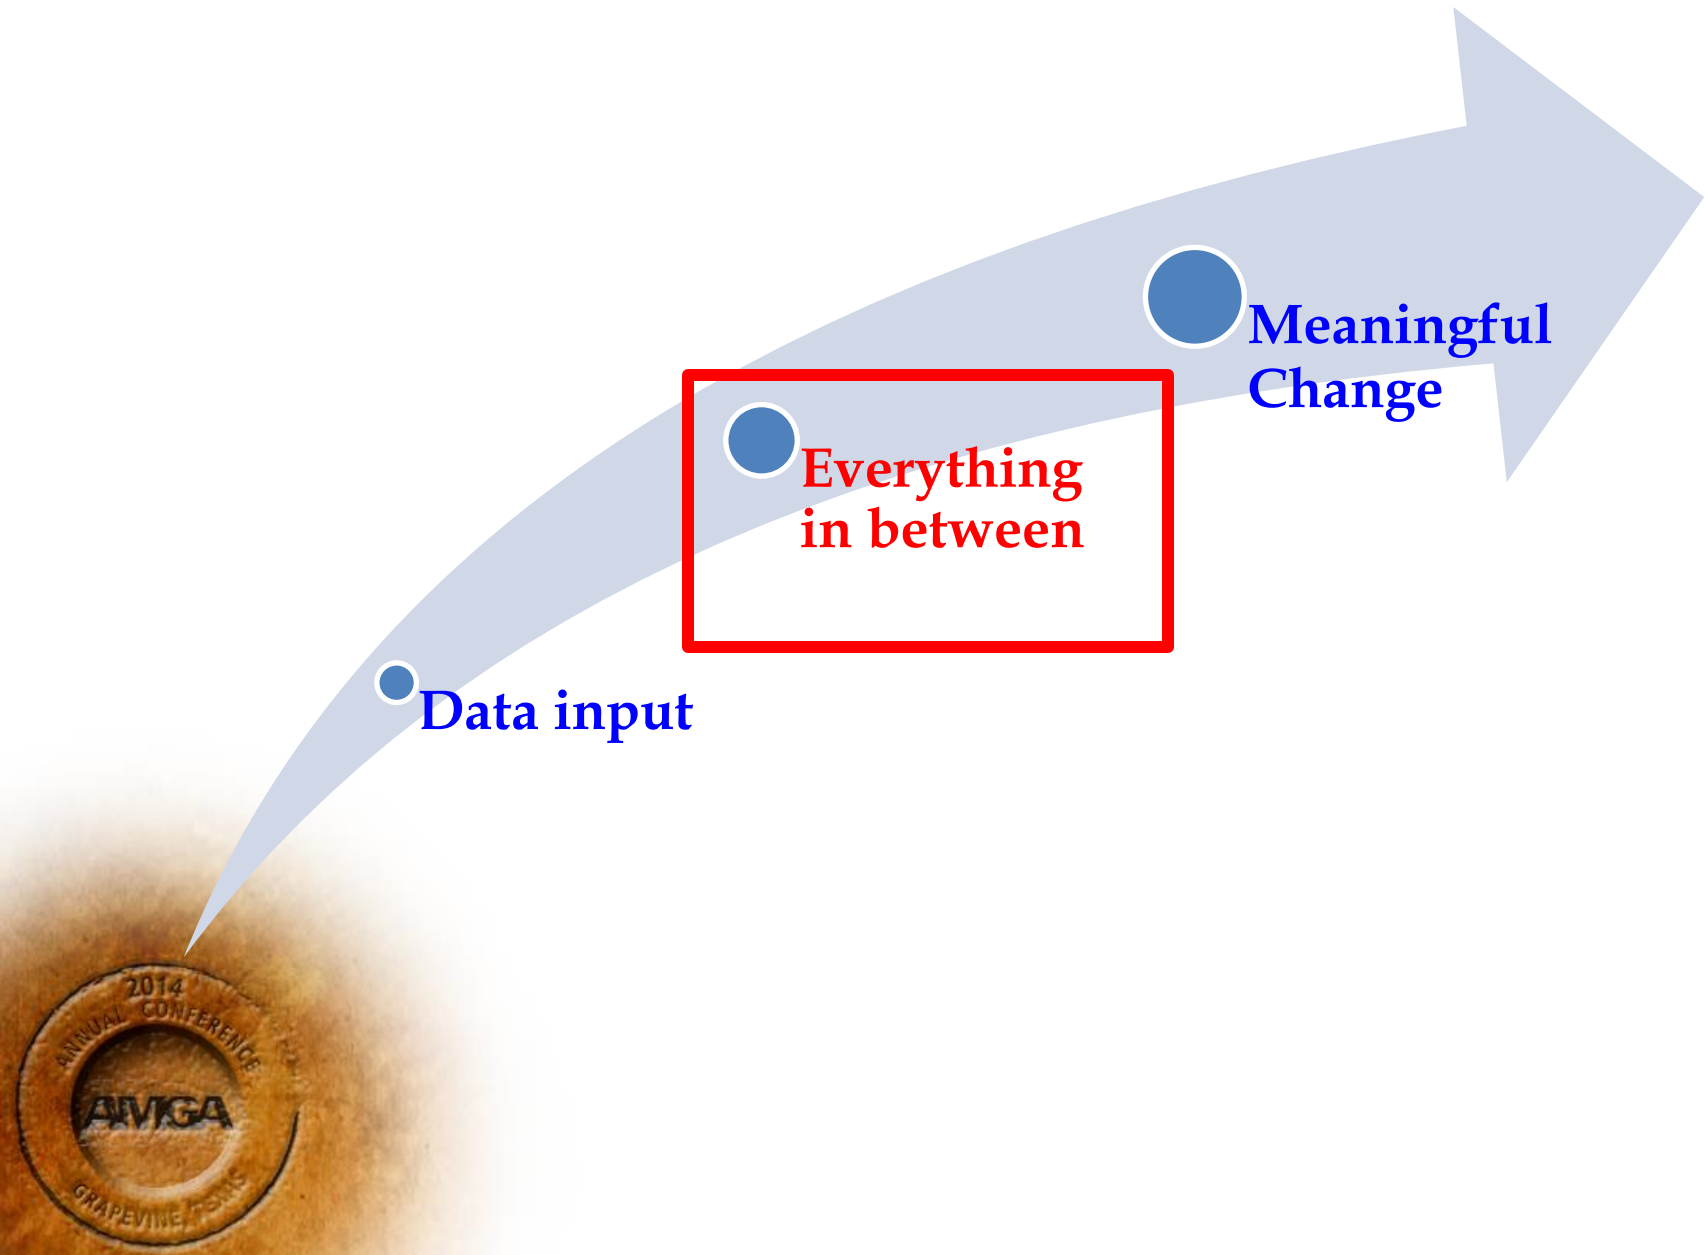 Meaningful
Change
Everything
in between
Data input
2014
ANNUAL CONFERENCE
AMGA
GRAPEVINE, TEXAS